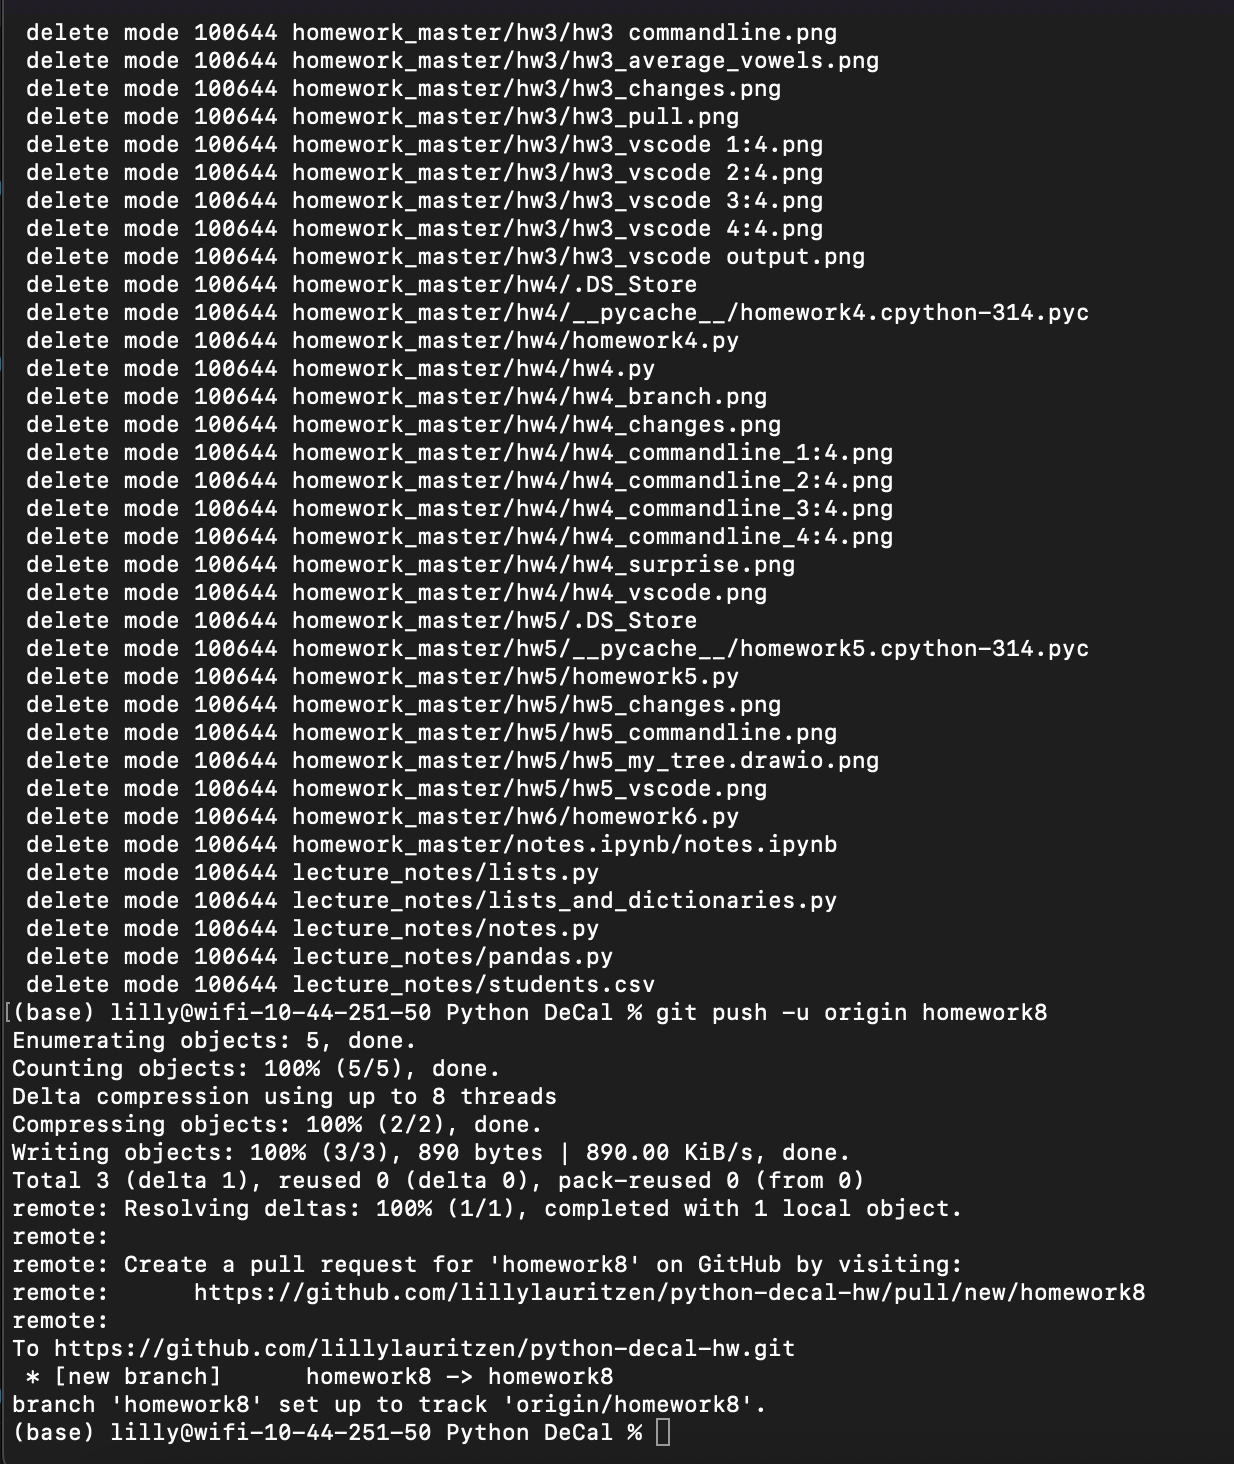 delete mode 100644 homework_master/hw3/hw3 commandline.png
delete mode 100644 homework_master/hw3/hw3_average_vowels.png
delete mode 100644 homework_master/hw3/hw3_changes.png
delete mode 100644 homework_master/hw3/hw3_pull.png
delete mode 100644 homework_master/hw3/hw3_vscode 1:4.png
delete mode 100644 homework_master/hw3/hw3_vscode 2:4.png
delete mode 100644 homework_master/hw3/hw3_vscode 3:4.png
delete mode 100644 homework_master/hw3/hw3_vscode 4:4.png
delete mode 100644 homework_master/hw3/hw3_vscode output.png
delete mode 100644 homework_master/hw4/.DS_Store
delete mode 100644 homework_master/hw4/__pycache__/homework4.cpython-314.pyc
delete mode 100644 homework_master/hw4/homework4.py
delete mode 100644 homework_master/hw4/hw4.py
delete mode 100644 homework_master/hw4/hw4_branch.png
delete mode 100644 homework_master/hw4/hw4_changes.png
delete mode 100644 homework_master/hw4/hw4_commandline_1:4.png
delete mode 100644 homework_master/hw4/hw4_commandline_2:4.png
delete mode 100644 homework_master/hw4/hw4_commandline_3:4.png
delete mode 100644 homework_master/hw4/hw4_commandline_4:4.png
delete mode 100644 homework_master/hw4/hw4_surprise.png
delete mode 100644 homework_master/hw4/hw4_vscode.png
delete mode 100644 homework_master/hw5/.DS_Store
delete mode 100644 homework_master/hw5/__pycache__/homework5.cpython-314.pyc
delete mode 100644 homework_master/hw5/homework5.py
delete mode 100644 homework_master/hw5/hw5_changes.png
delete mode 100644 homework_master/hw5/hw5_commandline.png
delete mode 100644 homework_master/hw5/hw5_my_tree.drawio.png
delete mode 100644 homework_master/hw5/hw5_vscode.png
delete mode 100644 homework_master/hw6/homework6.py
delete mode 100644 homework_master/notes.ipynb/notes.ipynb
delete mode 100644 lecture_notes/lists.py
delete mode 100644 lecture_notes/lists_and_dictionaries.py
delete mode 100644 lecture_notes/notes.py
delete mode 100644 lecture_notes/pandas.py
delete mode 100644 lecture_notes/students.csv
[(base) lilly@wifi-10-44-251-50 Python DeCal % git push -u origin homework8
Enumerating objects: 5, done.
Counting objects: 100% (5/5), done.
Delta compression using up to 8 threads
Compressing objects: 100% (2/2), done.
Writing objects: 100% (3/3), 890 bytes | 890.00 KiB/s, done.
Total 3 (delta 1), reused 0 (delta 0), pack-reused 0 (from 0)
remote: Resolving deltas: 100% (1/1), completed with 1 local object.
remote:
remote: Create a pull request for 'homework8' on GitHub by visiting:
remote:      https://github.com/lillylauritzen/python-decal-hw/pull/new/homework8
remote:
To https://github.com/lillylauritzen/python-decal-hw.git
 * [new branch]      homework8 -> homework8
branch 'homework8' set up to track 'origin/homework8'.
(base) lilly@wifi-10-44-251-50 Python DeCal %